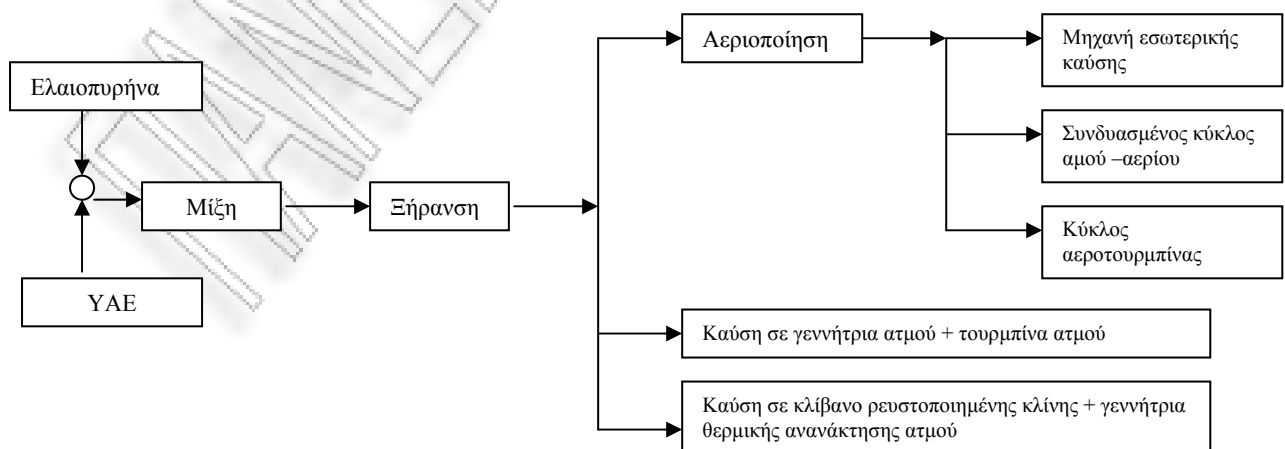 Ελαιοπυρήνα
ΥΑΕ
Μίξη
Ξήρανση
Αεριοποίηση
Μηχανή εσωτερικής
καύσης
Συνδυασμένος κύκλος
αμού –αερίου
Κύκλος
αεροτουρμπίνας
Καύση σε γεννήτρια ατμού + τουρμπίνα ατμού
Καύση σε κλίβανο ρευστοποιημένης κλίνης + γεννήτρια
θερμικής ανανάκτησης ατμού